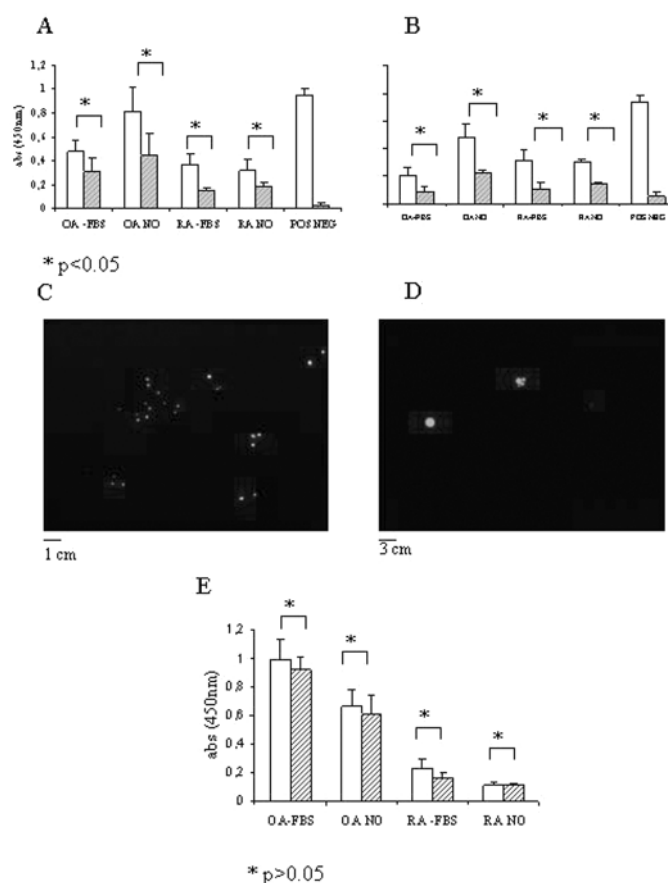 A
B
abs (450nm)
1,2
1
0,8
0,6
0,4
0,2
0
*
*
*
*
OA -FBS
OA NO
RA -FBS
RA NO
POS NEG
*
*
*
*
OA-FBS
OA NO
RA-FBS
RA NO
POS NEG
* p<0.05
C
D
1 cm
3 cm
E
abs (450nm)
1,2
1
0,8
0,6
0,4
0,2
0
*
*
*
*
OA-FBS
OA NO
RA -FBS
RA NO
* p>0.05